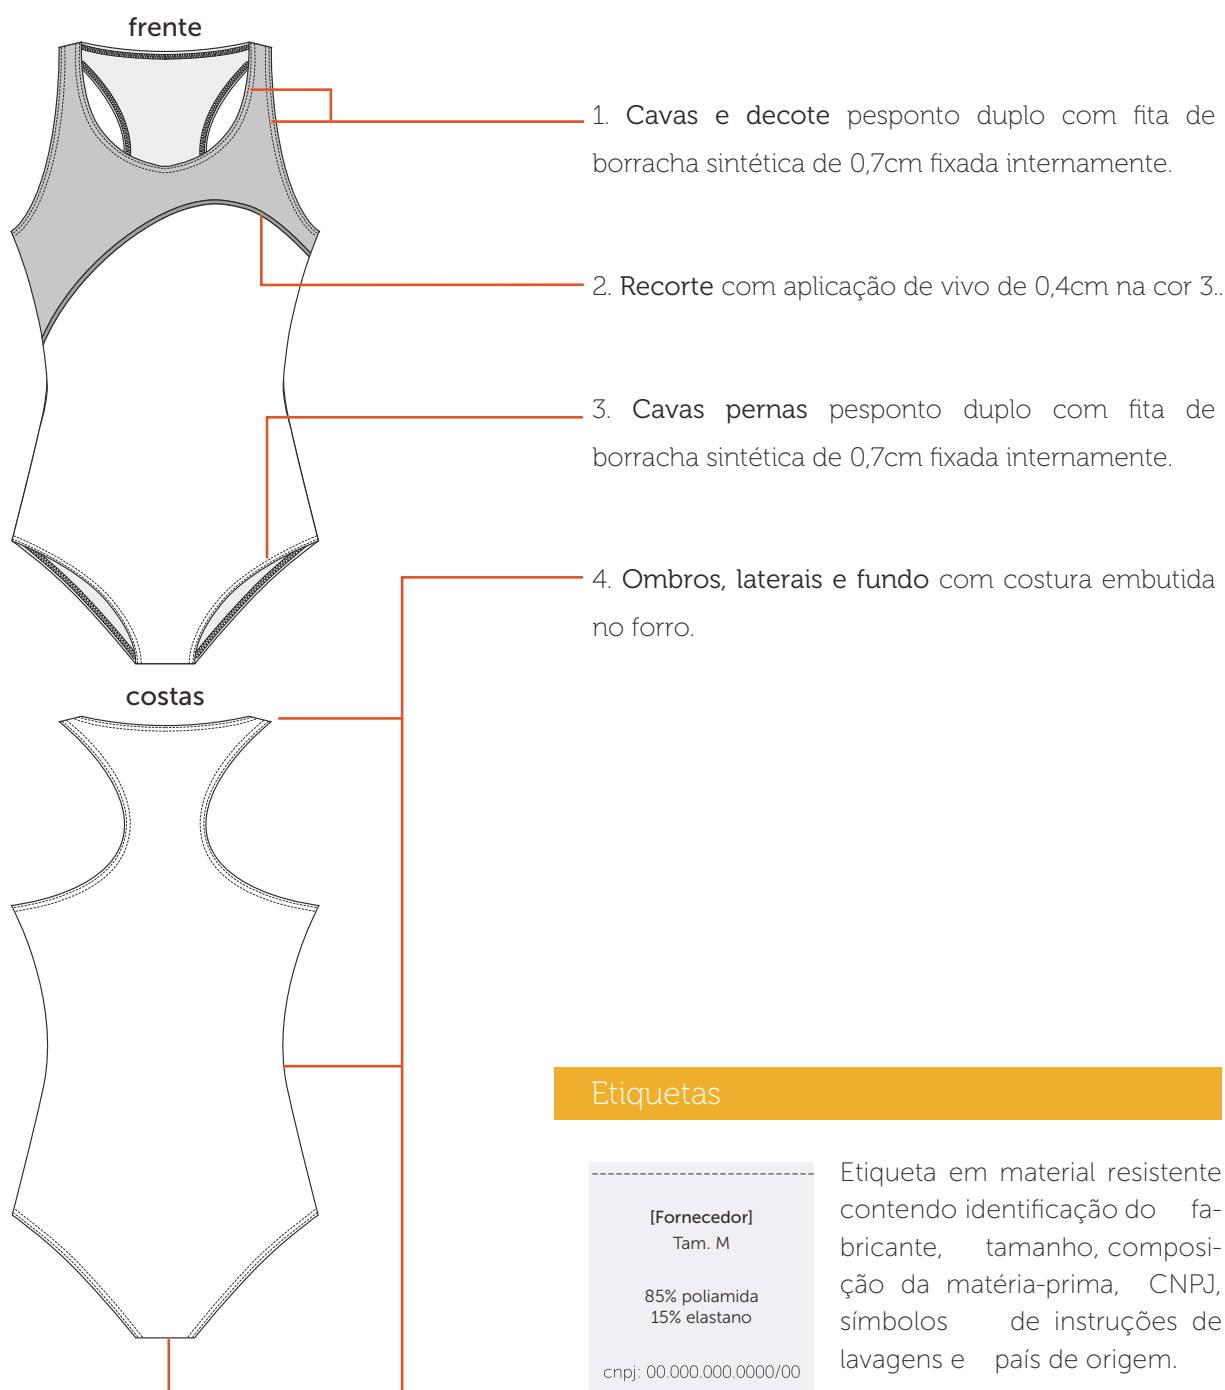 frente
1. Cavas e decote pesponto duplo com fita de
borracha sintética de 0,7cm fixada internamente.
2. Recorte com aplicação de vivo de 0,4cm na cor 3..
3. Cavas pernas pesponto duplo com fita de
borracha sintética de 0,7cm fixada internamente.
4. Ombros, laterais e fundo com costura embutida
no forro.
costas
Etiquetas
[Fornecedor]
Tam. M
85% poliamida
15% elastano
cnpj: 00.000.000.0000/00
Etiqueta em material resistente
contendo identificação do fa-
bricante, tamanho, composi-
ção da matéria-prima, CNPJ,
símbolos de instruções de
lavagens e país de origem.